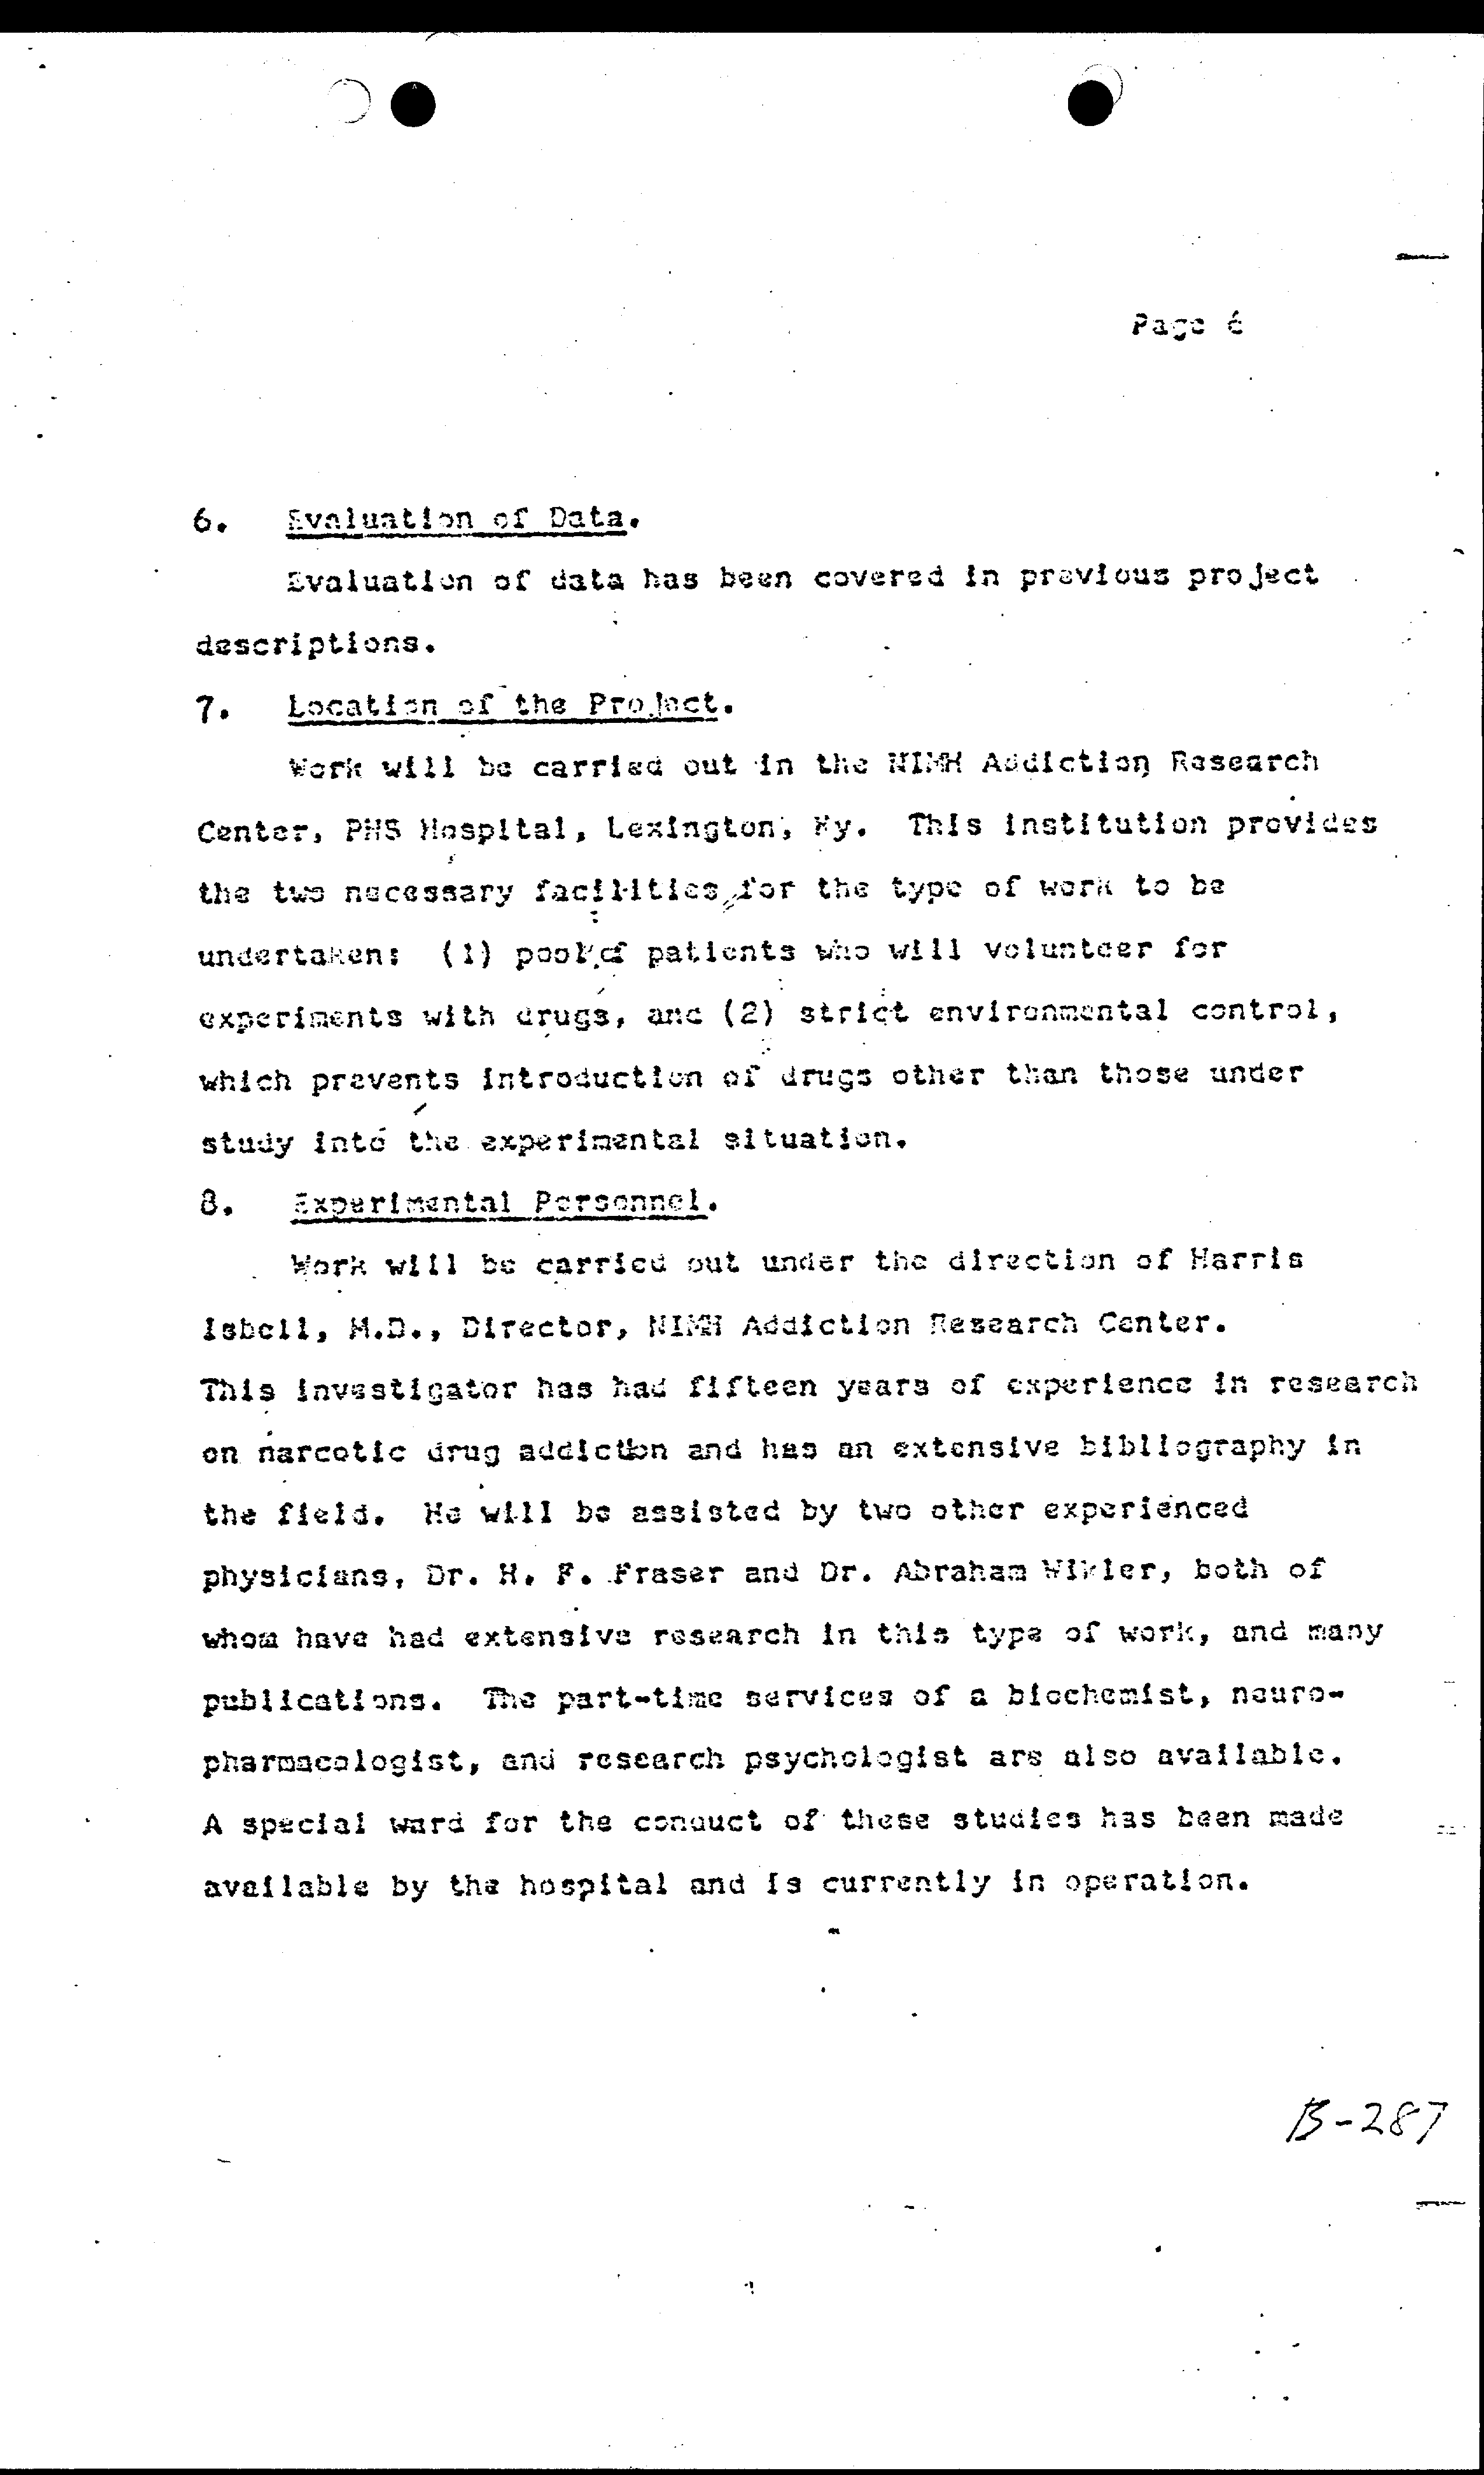 Page 6
6. Evaluation of Data.
Evaluation of data has been covered in previous project
descriptions.
7. Location of the Project.
Work will be carried out in the NIMH Addiction Research
Center, PHS Hospital, Lexington, Ky. This institution provides
the two necessary facilities for the type of work to be
undertaken: (1) pool of patients who will volunteer for
experiments with drugs, and (2) strict environmental control,
which prevents introduction of drugs other than those under
study into the experimental situation.
8. Experimental Personnel.
Work will be carried out under the direction of Harris
Isbell, M.D., Director, NIMH Addiction Research Center.
This investigator has had fifteen years of experience in research
on narcotic drug addiction and has an extensive bibliography in
the field. He will be assisted by two other experienced
physicians, Dr. H. F. Fraser and Dr. Abraham Wikler, both of
whom have had extensive research in this type of work, and many
publications. The part-time services of a biochemist, neuro-
pharmacologist, and research psychologist are also available.
A special ward for the conduct of these studies has been made
available by the hospital and is currently in operation.
B-287